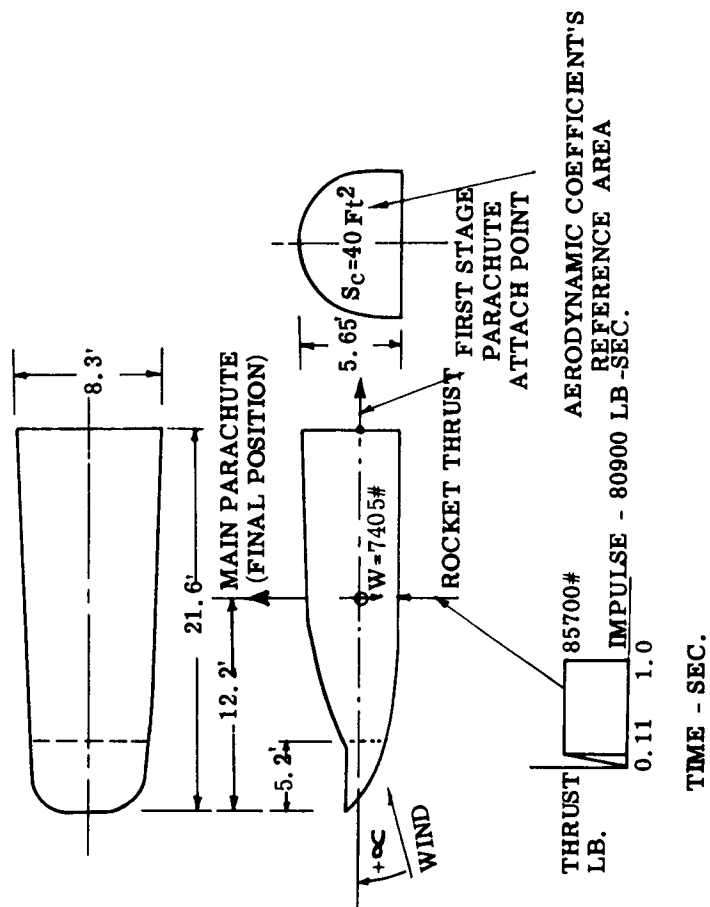 8.3'
21.6'
12.2'
5.2'
MAIN PARACHUTE
(FINAL POSITION)
5.65'
S_C=40 Ft²
FIRST STAGE
PARACHUTE
ATTACH POINT
W=7405#
ROCKET THRUST
+∝
WIND
AERODYNAMIC COEFFICIENT'S
REFERENCE AREA
THRUST
LB.
85700#
IMPULSE - 80900 LB-SEC.
0.11 1.0
TIME - SEC.